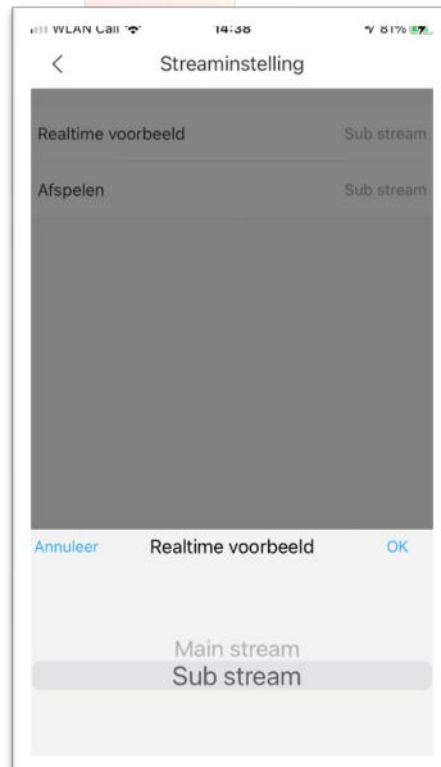 WLAN Call 14:38 81%
Streaminstelling
Realtime voorbeeld Sub stream
Afspelen Sub stream
Annuleer Realtime voorbeeld OK
Main stream
Sub stream